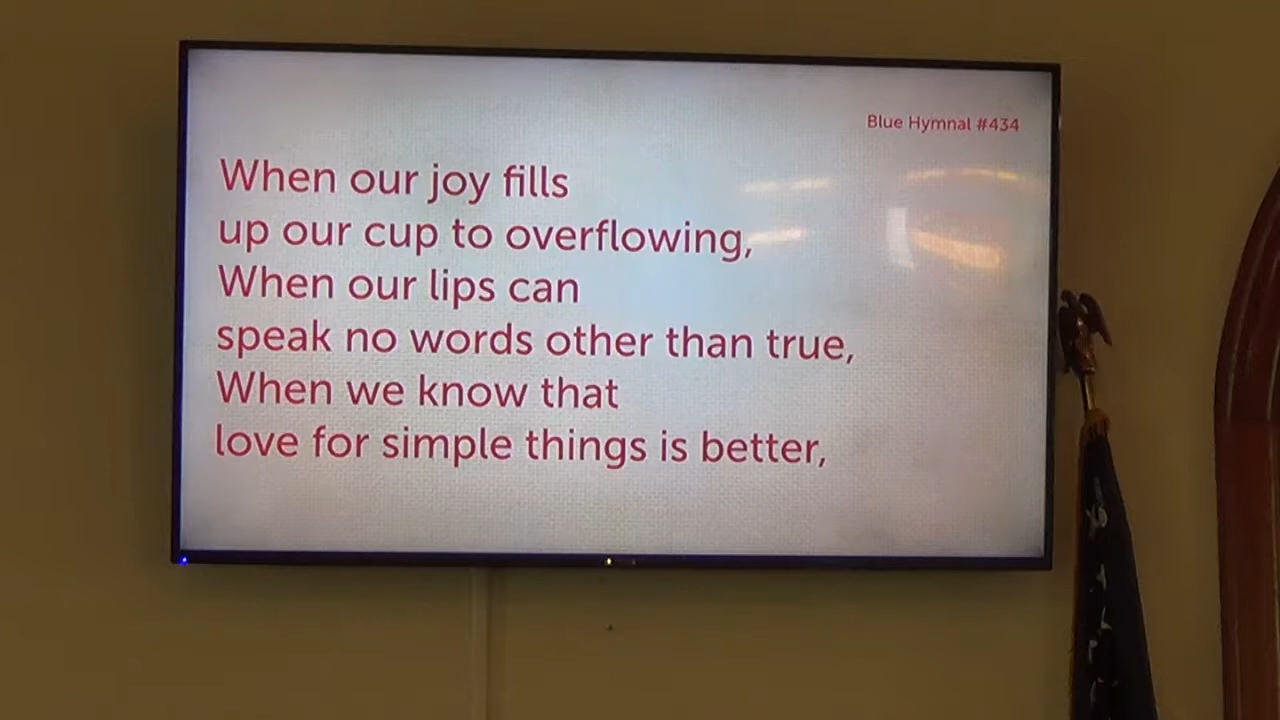 Blue Hymnal #434
When our joy fills
up our cup to overflowing,
When our lips can
speak no words other than true,
When we know that
love for simple things is better,